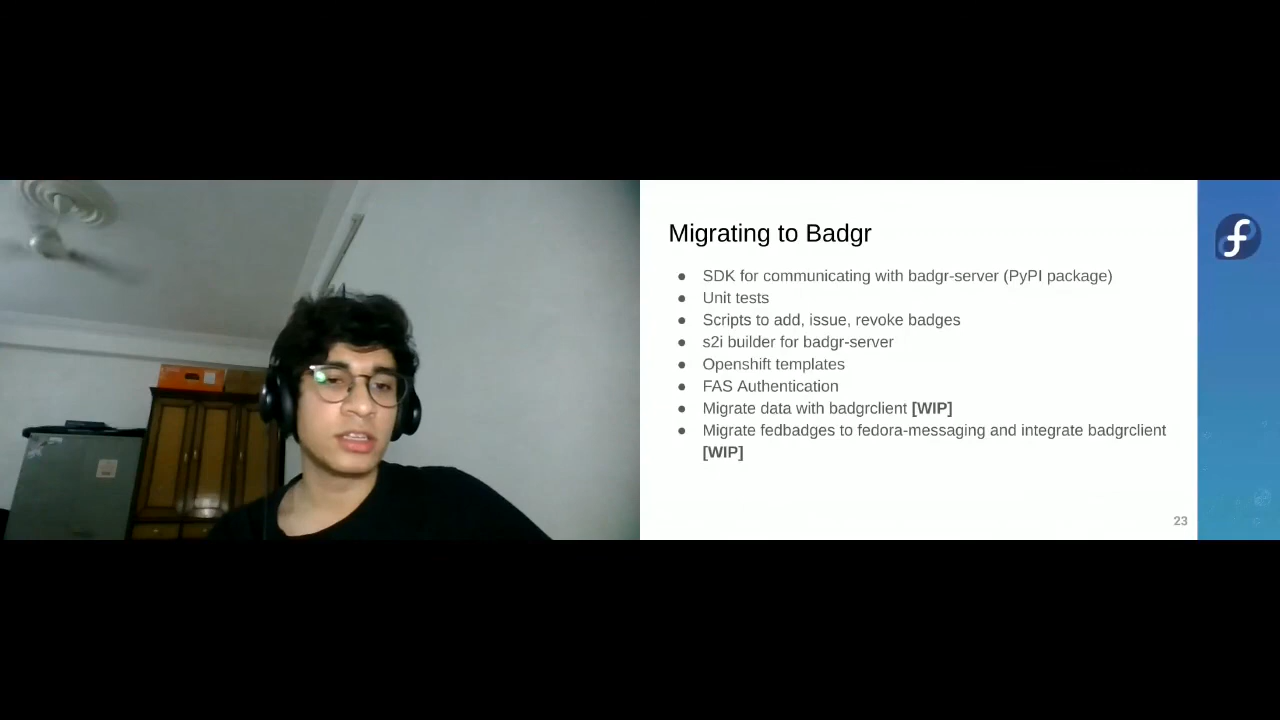 Migrating to Badgr
● SDK for communicating with badgr-server (PyPI package)
● Unit tests
● Scripts to add, issue, revoke badges
● s2i builder for badgr-server
● Openshift templates
● FAS Authentication
● Migrate data with badgrclient [WIP]
● Migrate fedbadges to fedora-messaging and integrate badgrclient
[WIP]
23